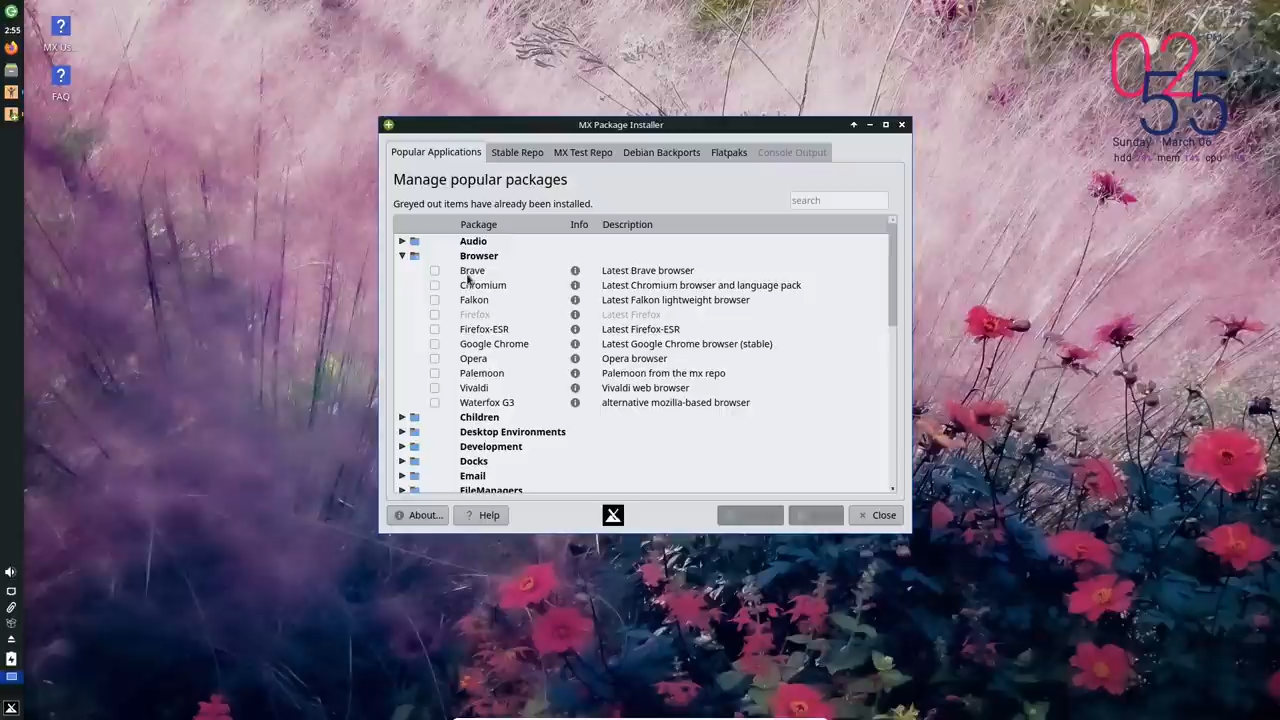 2:55
MX Us...
FAQ
02
PM
55
Sunday March 06
hdd mem 14% cpu
MX Package Installer
Popular Applications
Stable Repo
MX Test Repo
Debian Backports
Flatpaks
Console Output
Manage popular packages
Greyed out items have already been installed.
search
Package Info Description
Audio
Browser
Brave Latest Brave browser
Chromium Latest Chromium browser and language pack
Falkon Latest Falkon lightweight browser
Firefox Latest Firefox
Firefox-ESR Latest Firefox-ESR
Google Chrome Latest Google Chrome browser (stable)
Opera Opera browser
Palemoon Palemoon from the mx repo
Vivaldi Vivaldi web browser
Waterfox G3 alternative mozilla-based browser
Children
Desktop Environments
Development
Docks
Email
FileManagers
About...
? Help
Close